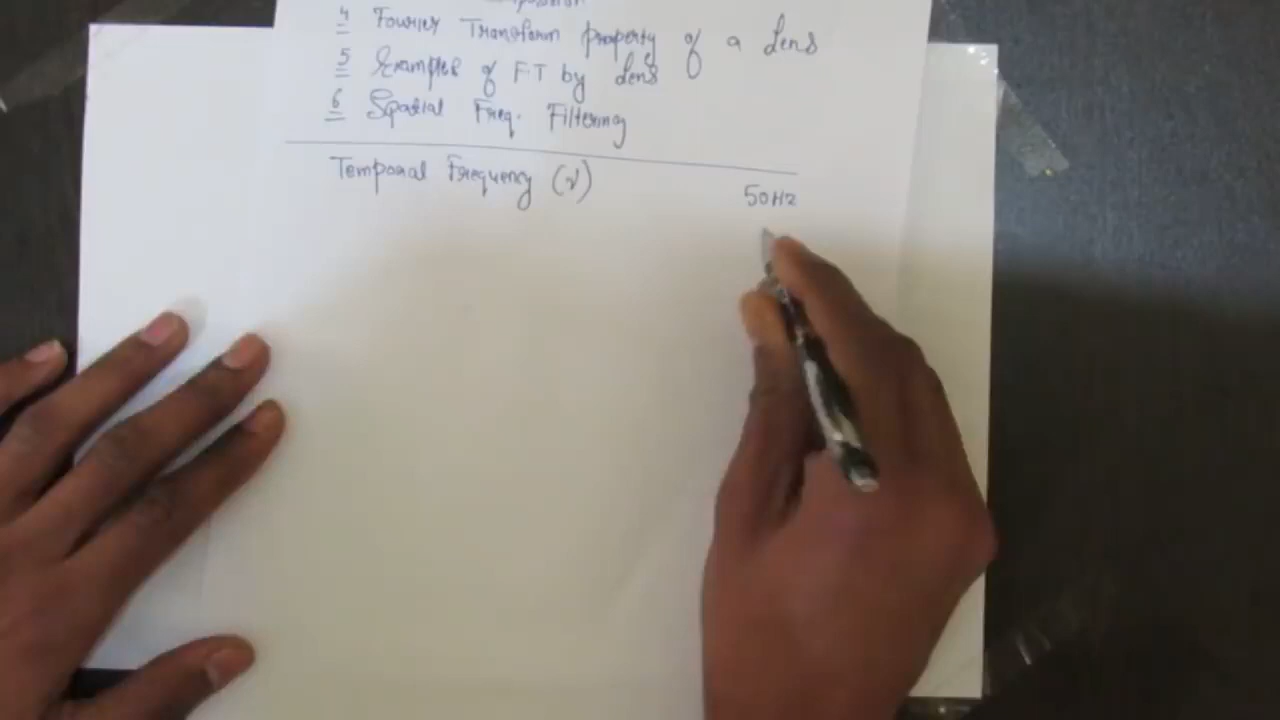 4 Fourier Transform property of a Lens
5 Examples of F.T by Lens
6 Spatial Freq. Filtering
Temporal Frequency (ν)
50Hz